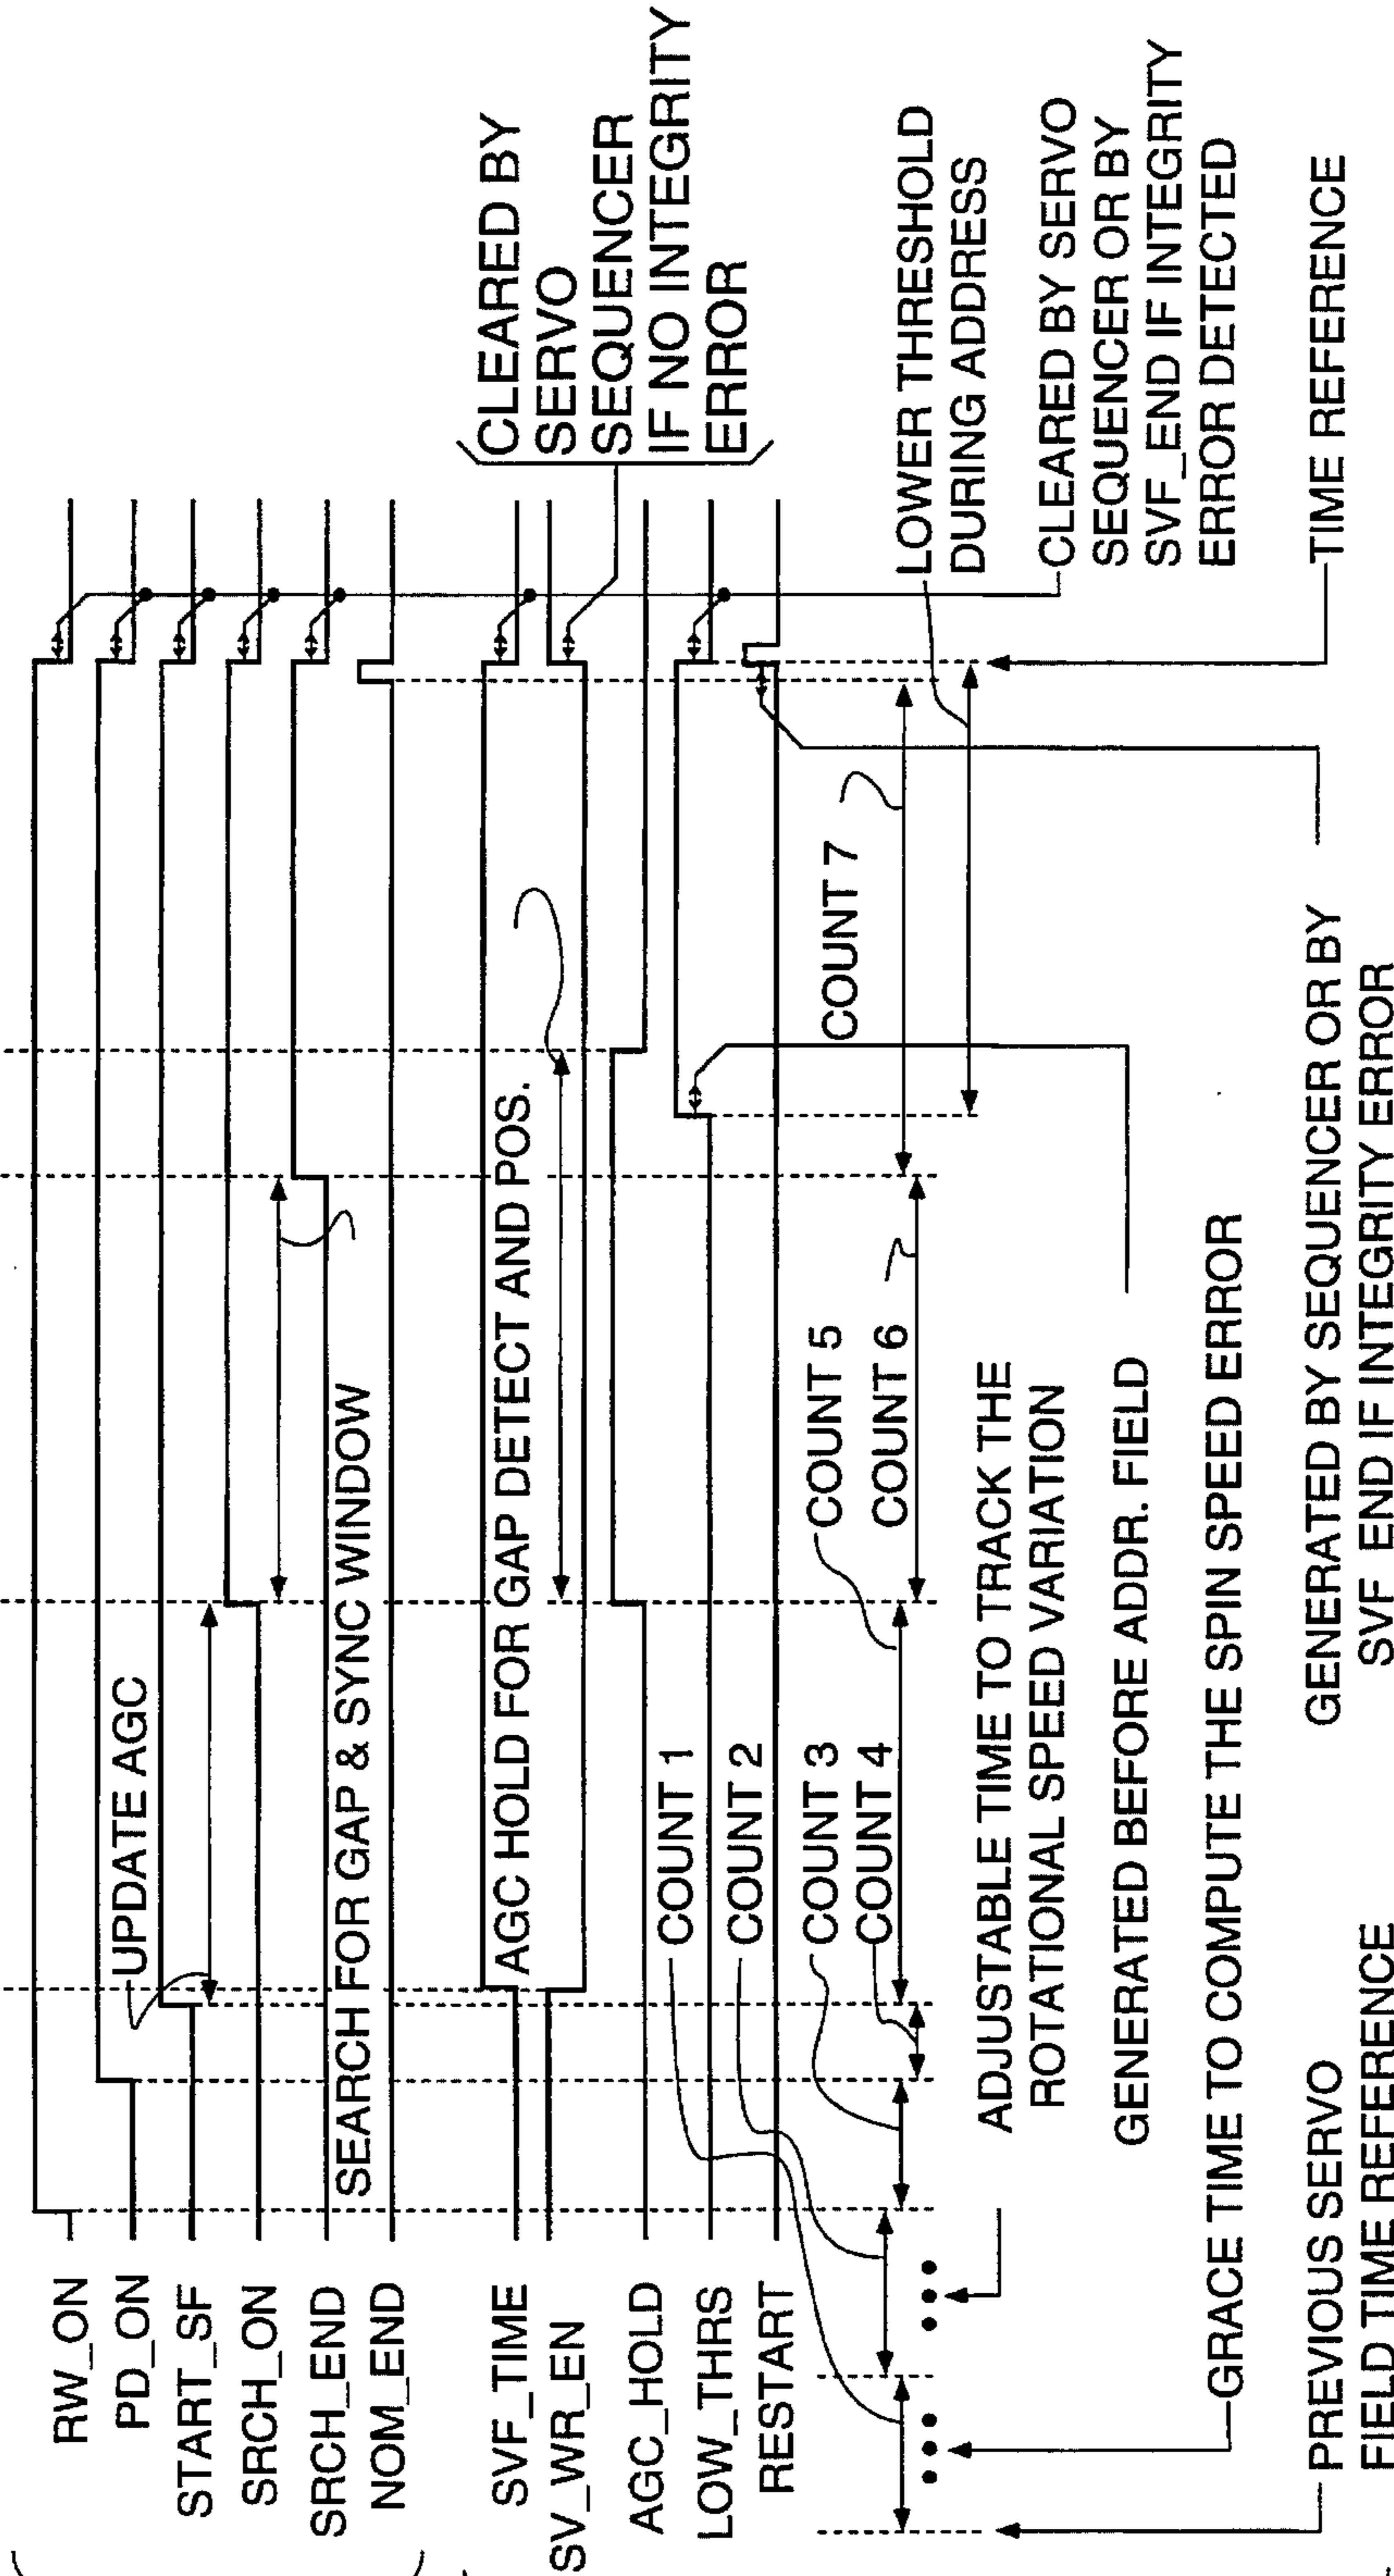 RW_ON
PD_ON
START_SF
SRCH_ON
SRCH_END
NOM_END
SVF_TIME
SV_WR_EN
AGC_HOLD
LOW_THRS
RESTART
UPDATE AGC
SEARCH FOR GAP & SYNC WINDOW
AGC HOLD FOR GAP DETECT AND POS.
CLEARED BY
SERVO
SEQUENCER
IF NO INTEGRITY
ERROR
COUNT 1
COUNT 2
COUNT 3
COUNT 4
COUNT 5
COUNT 6
COUNT 7
LOWER THRESHOLD
DURING ADDRESS
ADJUSTABLE TIME TO TRACK THE
ROTATIONAL SPEED VARIATION
CLEARED BY SERVO
SEQUENCER OR BY
SVF_END IF INTEGRITY
ERROR DETECTED
GENERATED BEFORE ADDR. FIELD
GRACE TIME TO COMPUTE THE SPIN SPEED ERROR
TIME REFERENCE
PREVIOUS SERVO
FIELD TIME REFERENCE
GENERATED BY SEQUENCER OR BY
SVF END IF INTEGRITY ERROR